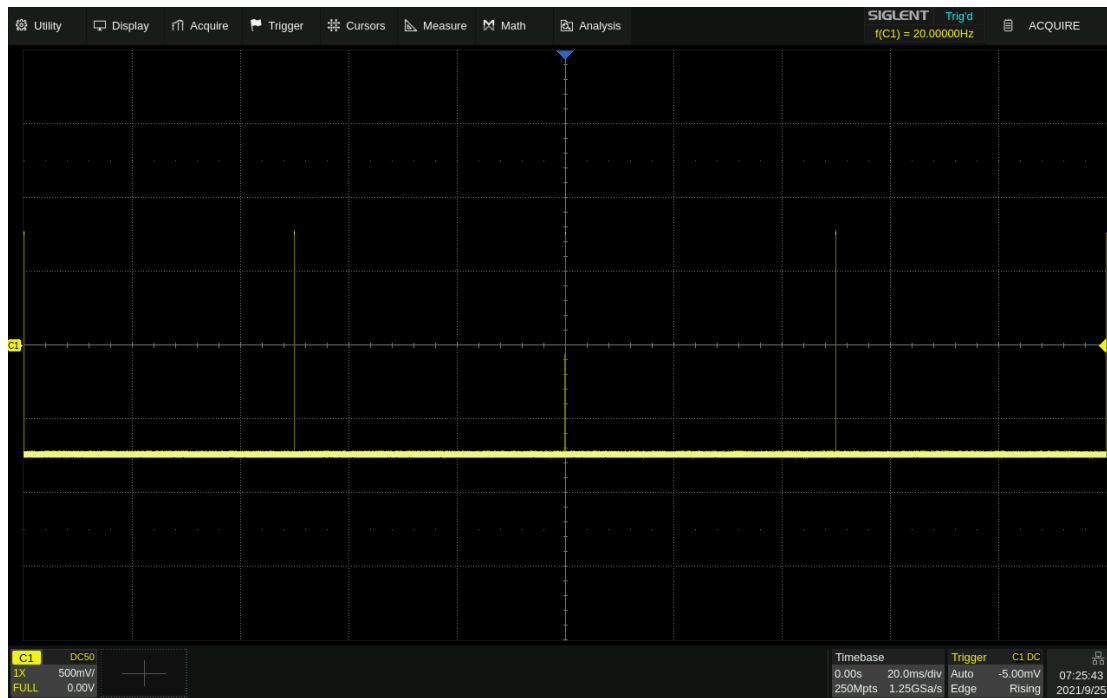 Utility Display Acquire Trigger Cursors Measure Math Analysis SIGLENT Trig'd ACQUIRE
f(C1) = 20.00000Hz
C1
C1 DC50
1X 500mV/
FULL 0.00V
Timebase
0.00s 20.0ms/div
250Mpts 1.25GSa/s
Trigger C1 DC
Auto -5.00mV
Edge Rising
07:25:43
2021/9/25